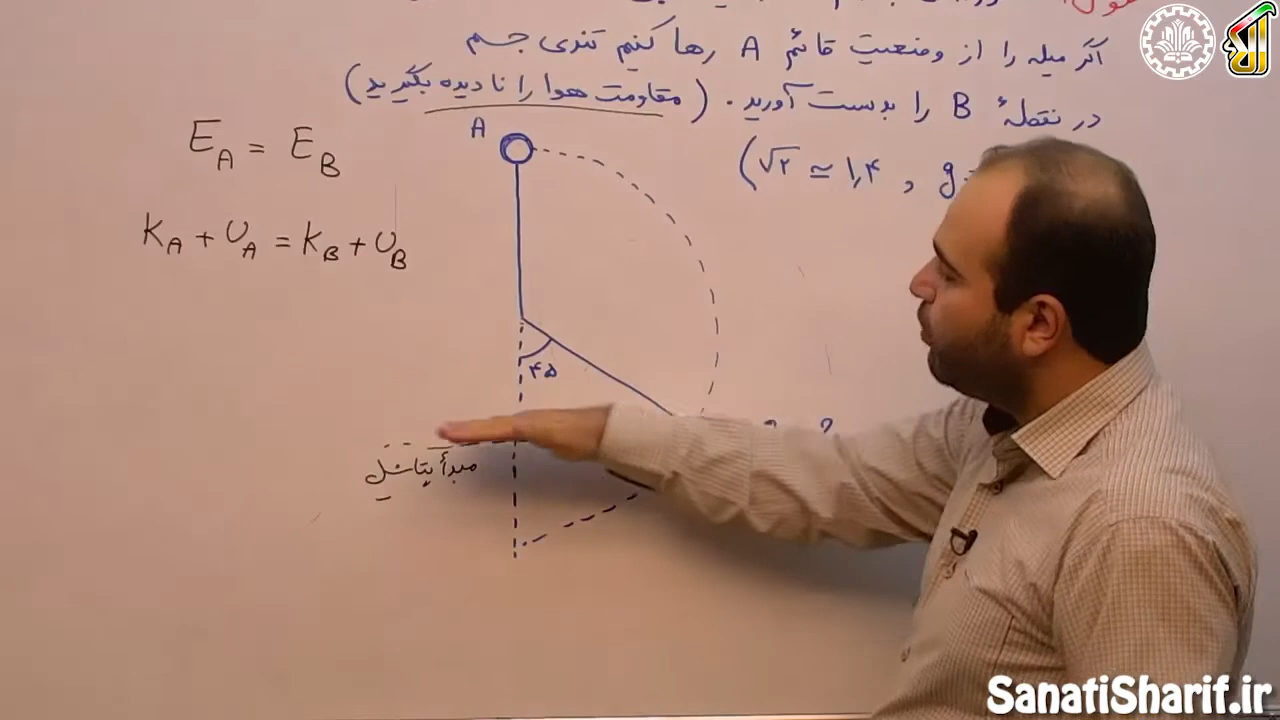 اگر میله را از وضعیت قائم A رها کنیم تندی جسم
در نقطهٔ B را بدست آورید. (مقاومت هوا را نادیده بگیرید)
(√۲ ≃ ۱٫۴ , g=
A
E_A = E_B
K_A + U_A = K_B + U_B
۴۵
مبدأ پتانسیل
SanatiSharif.ir